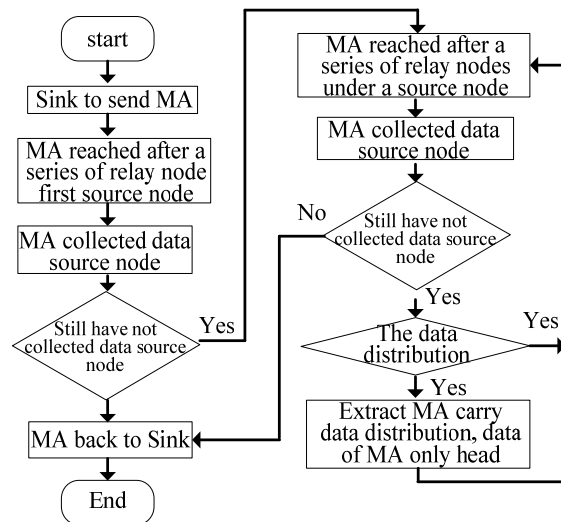 start
Sink to send MA
MA reached after a
series of relay node
first source node
MA collected data
source node
Still have not
collected data source
node
Yes
MA back to Sink
End
MA reached after a
series of relay nodes
under a source node
MA collected data
source node
No
Still have not
collected data source
node
Yes
The data
distribution
Yes
Yes
Extract MA carry
data distribution, data
of MA only head